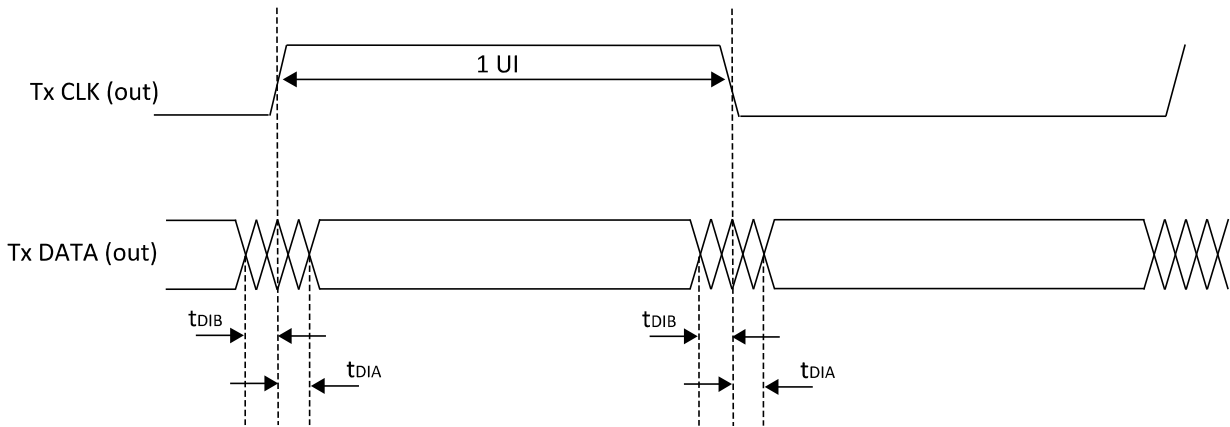 1 UI
Tx CLK (out)
Tx DATA (out)
tDIB
tDIB
tDIA
tDIA